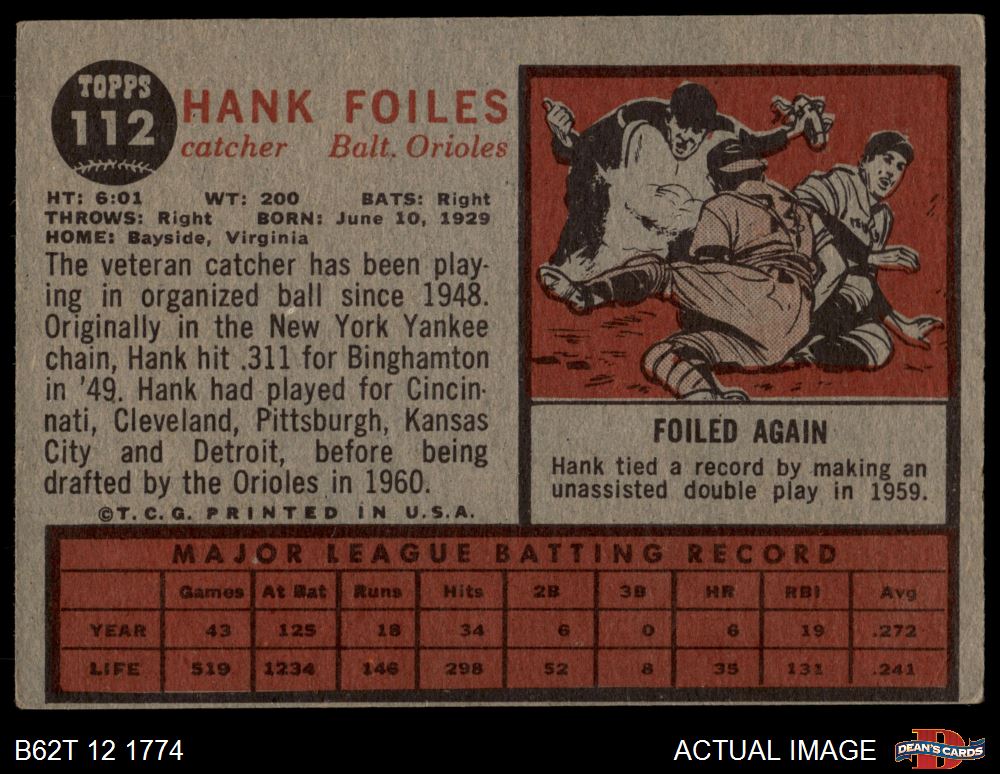 TOPPS
112
HANK FOILES
catcher Balt. Orioles
HT: 6:01 WT: 200 BATS: Right
THROWS: Right BORN: June 10, 1929
HOME: Bayside, Virginia
The veteran catcher has been play-
ing in organized ball since 1948.
Originally in the New York Yankee
chain, Hank hit .311 for Binghamton
in '49. Hank had played for Cincin-
nati, Cleveland, Pittsburgh, Kansas
City and Detroit, before being
drafted by the Orioles in 1960.
©T.C.G. PRINTED IN U.S.A.
FOILED AGAIN
Hank tied a record by making an
unassisted double play in 1959.
MAJOR LEAGUE BATTING RECORD
Games At Bat Runs Hits 2B 3B HR RBI Avg
YEAR 43 125 18 34 6 0 6 19 .272
LIFE 519 1234 146 298 52 8 35 131 .241
B62T 12 1774
ACTUAL IMAGE
D
DEAN'S CARDS